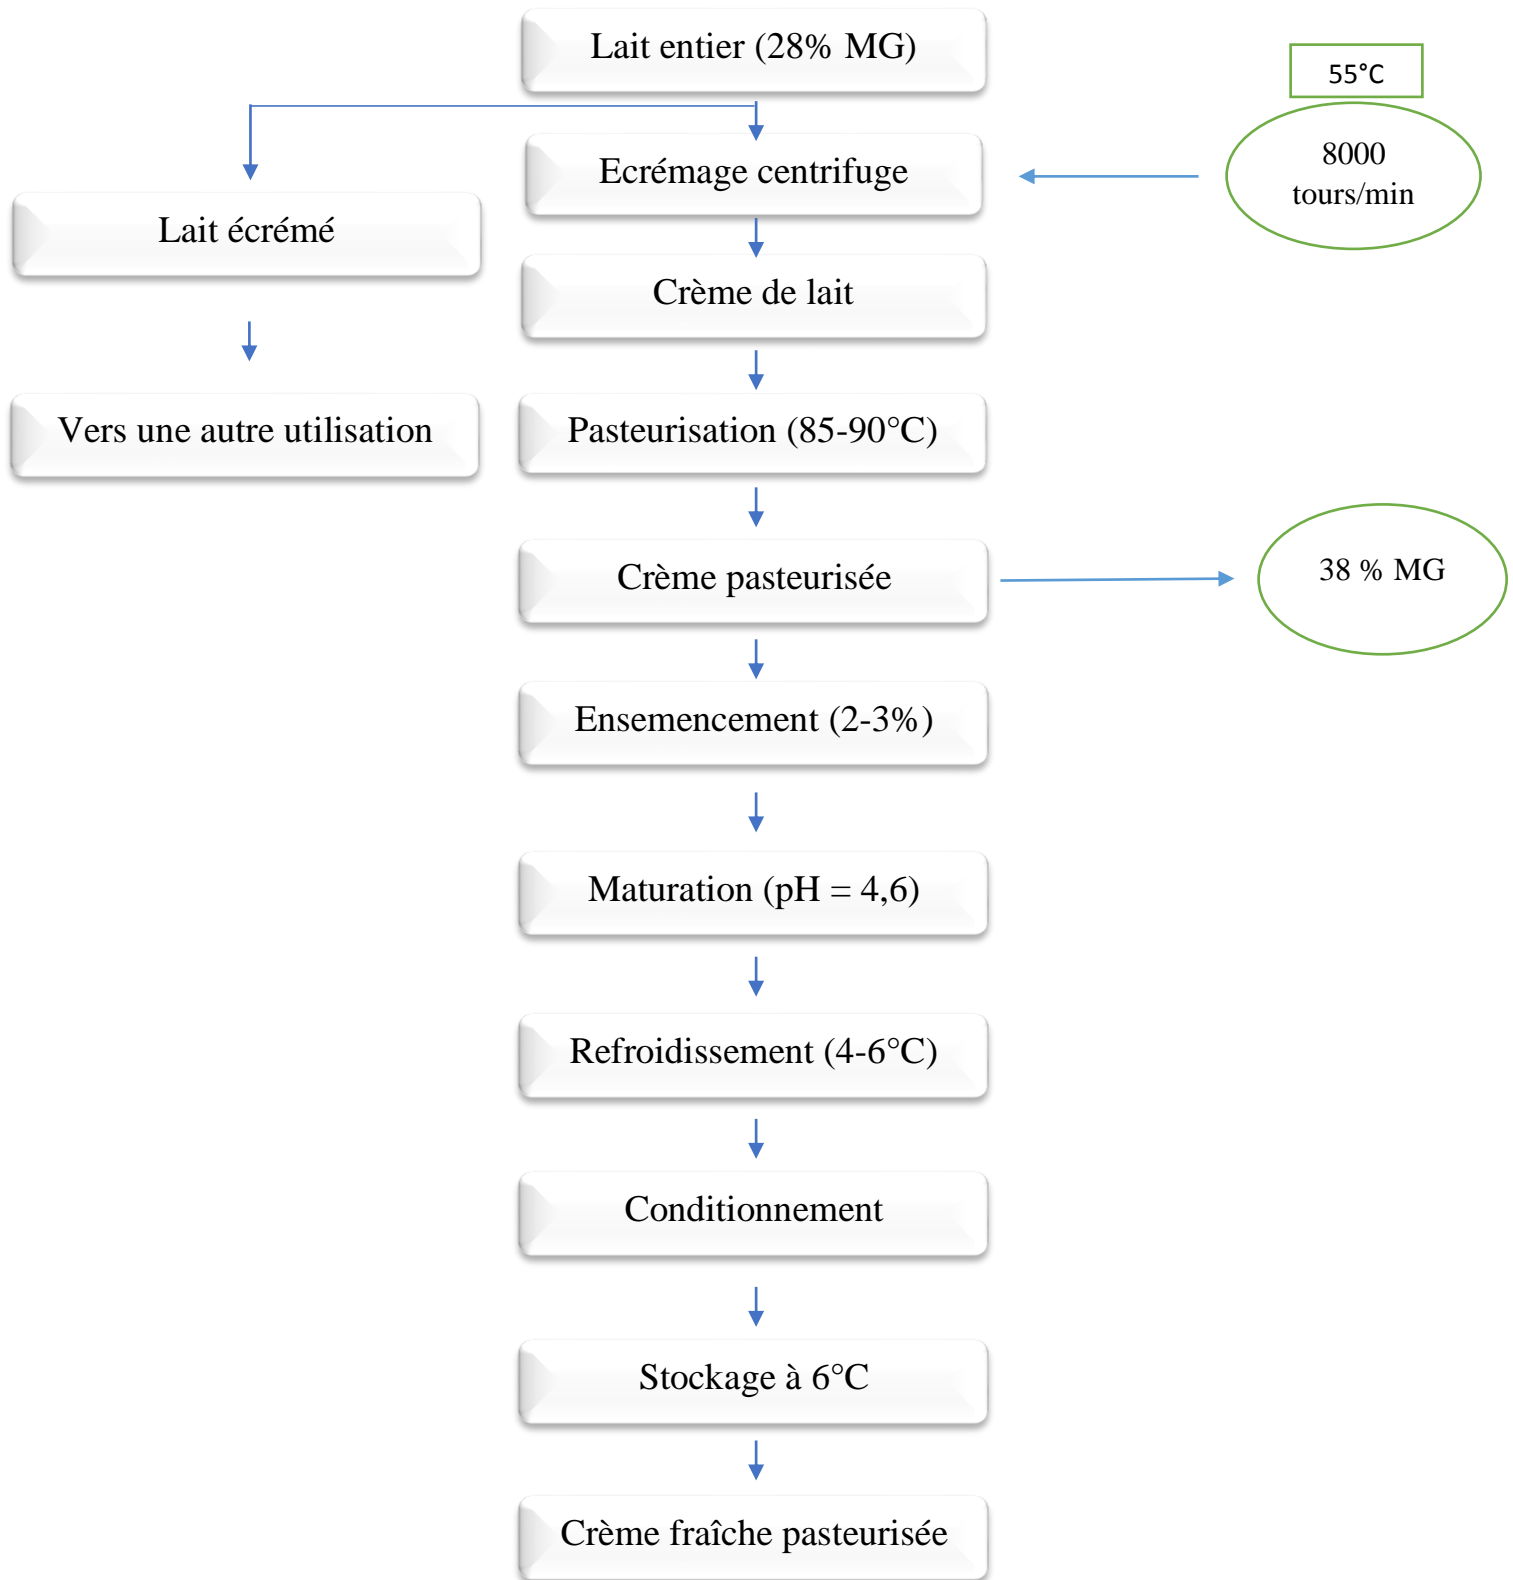 Lait entier (28% MG)
55°C
8000
tours/min
Ecrémage centrifuge
Lait écrémé
Crème de lait
Vers une autre utilisation
Pasteurisation (85-90°C)
Crème pasteurisée
38 % MG
Ensemencement (2-3%)
Maturation (pH = 4,6)
Refroidissement (4-6°C)
Conditionnement
Stockage à 6°C
Crème fraîche pasteurisée